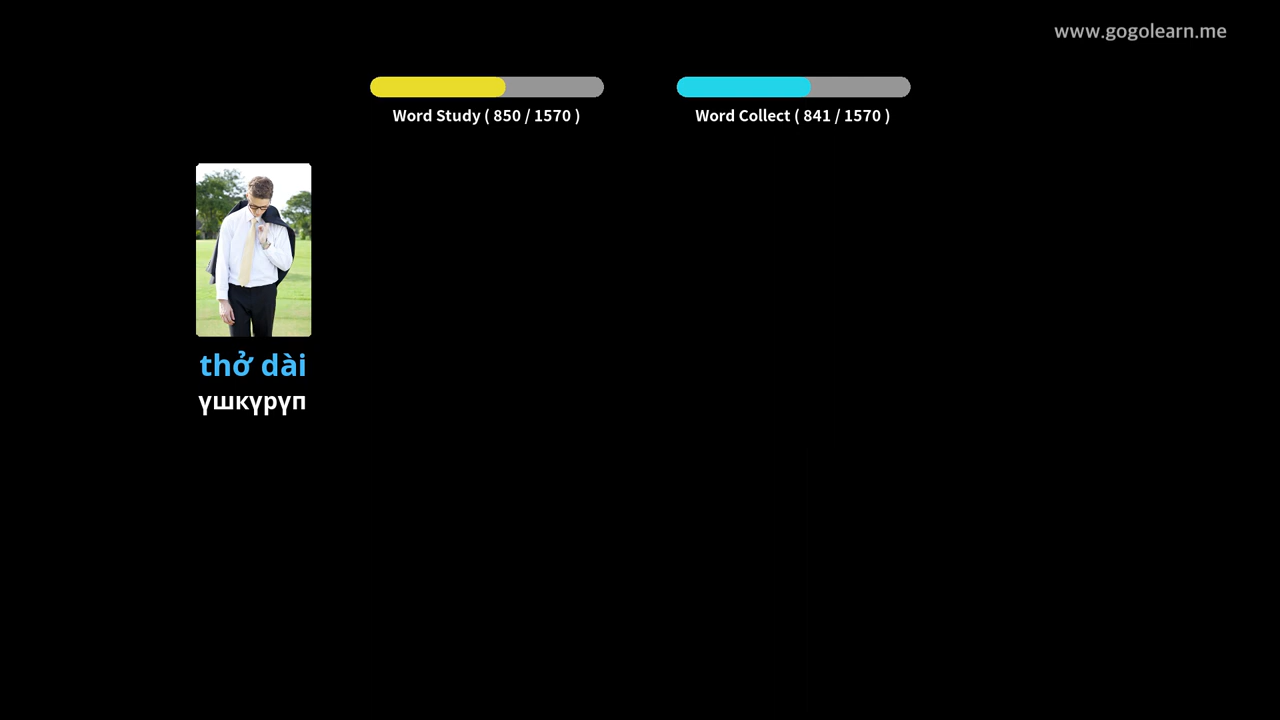 www.gogolearn.me
Word Study ( 850 / 1570 )
Word Collect ( 841 / 1570 )
thở dài
үшкүрүп